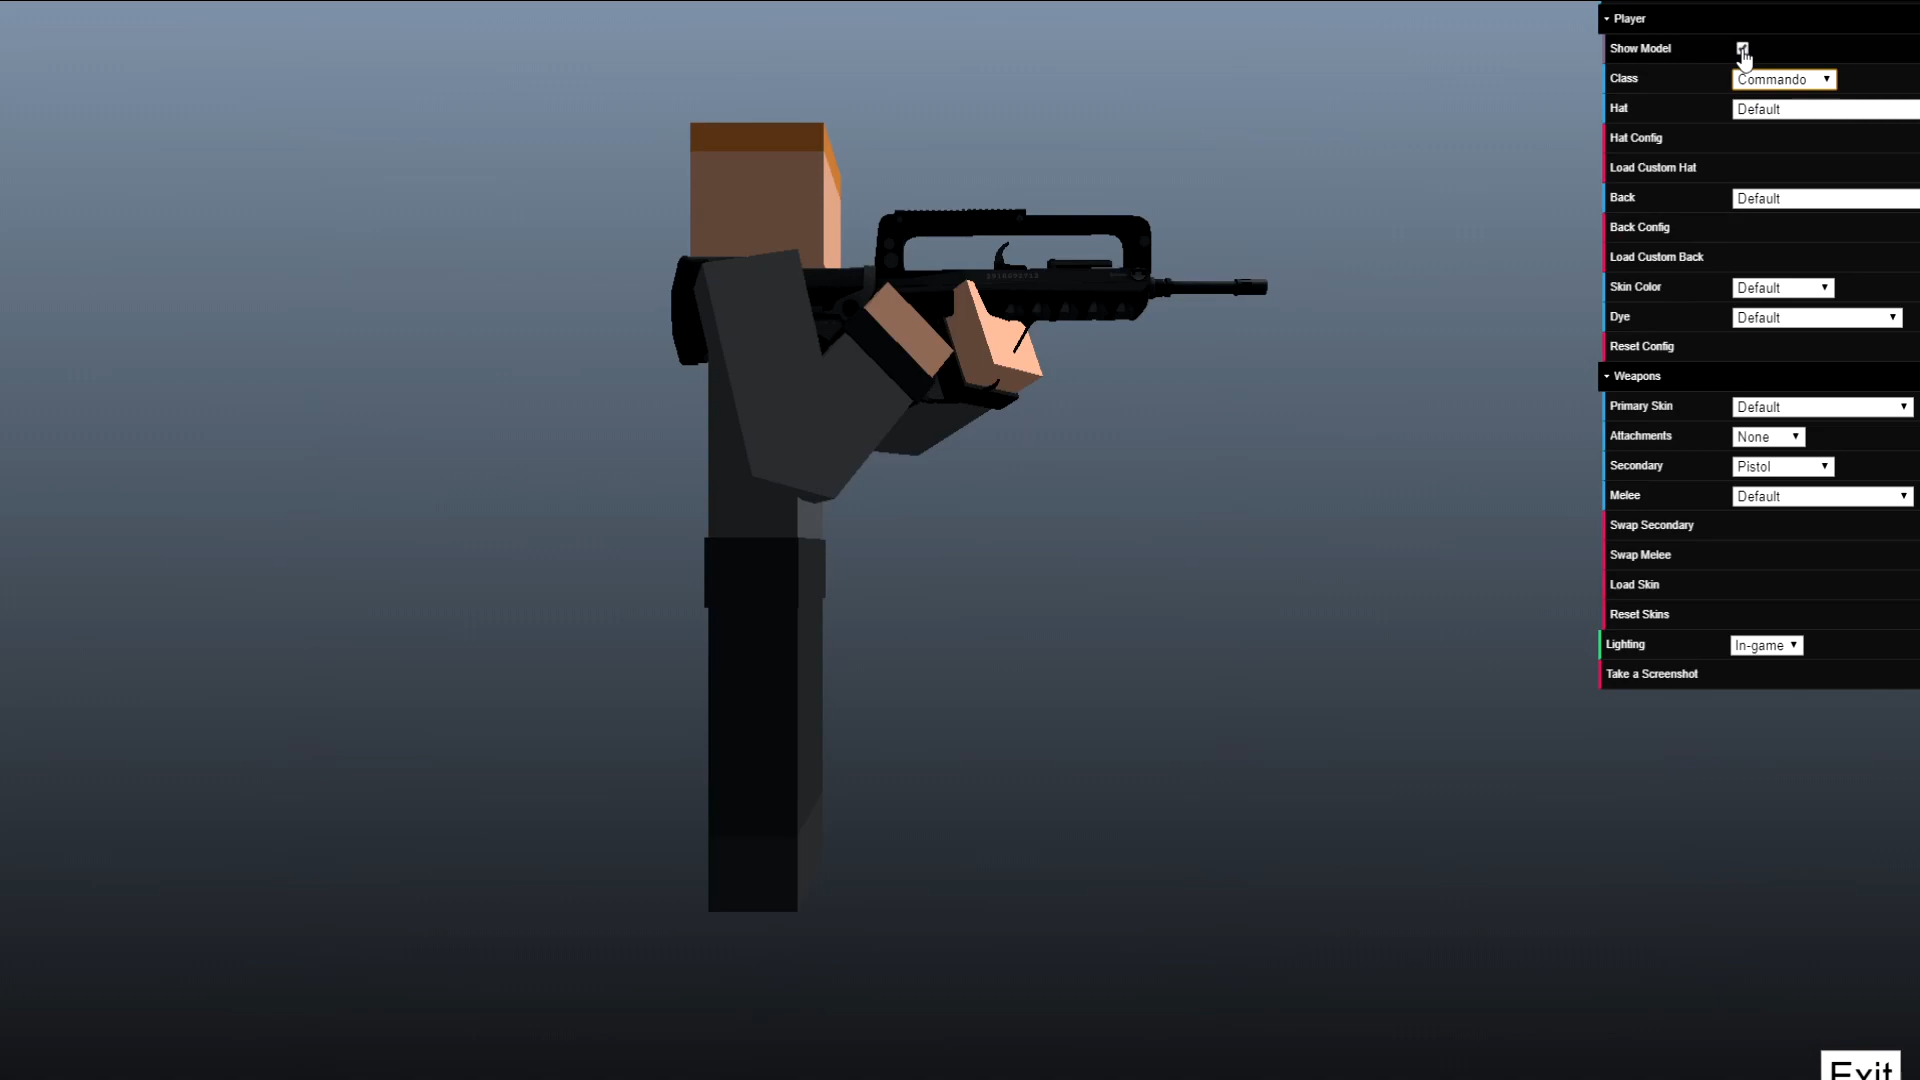 Player
Show Model
Class Commando
Hat Default
Hat Config
Load Custom Hat
Back Default
Back Config
Load Custom Back
Skin Color Default
Dye Default
Reset Config
Weapons
Primary Skin Default
Attachments None
Secondary Pistol
Melee Default
Swap Secondary
Swap Melee
Load Skin
Reset Skins
Lighting In-game
Take a Screenshot
Exit